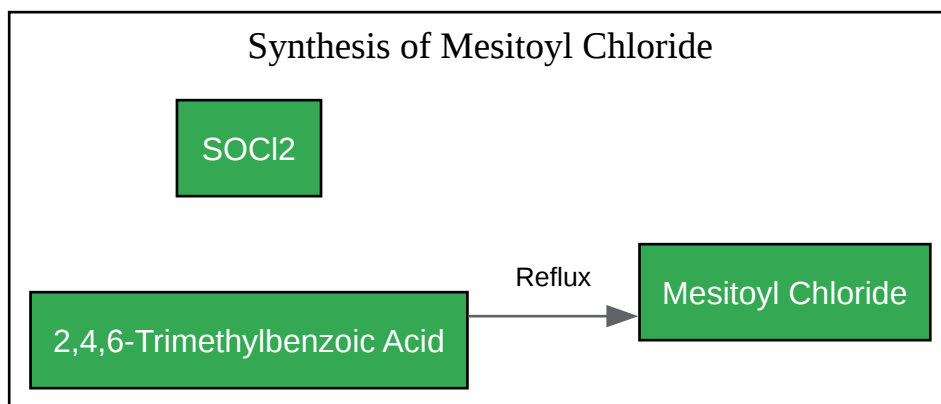 Synthesis of Mesitoyl Chloride
SOCl2
Reflux
Mesitoyl Chloride
2,4,6-Trimethylbenzoic Acid